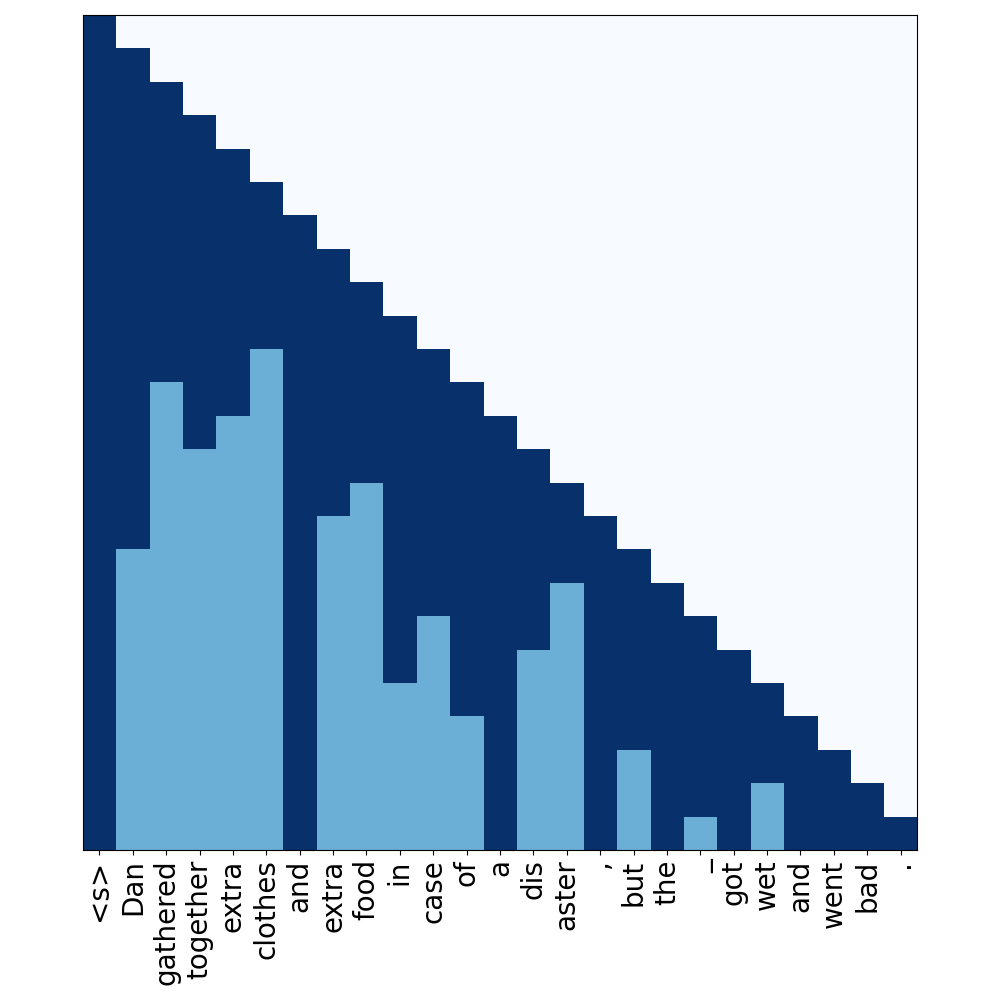 <s> Dan gathered together extra clothes and extra food in case of a dis aster , but the _ got wet and went bad .